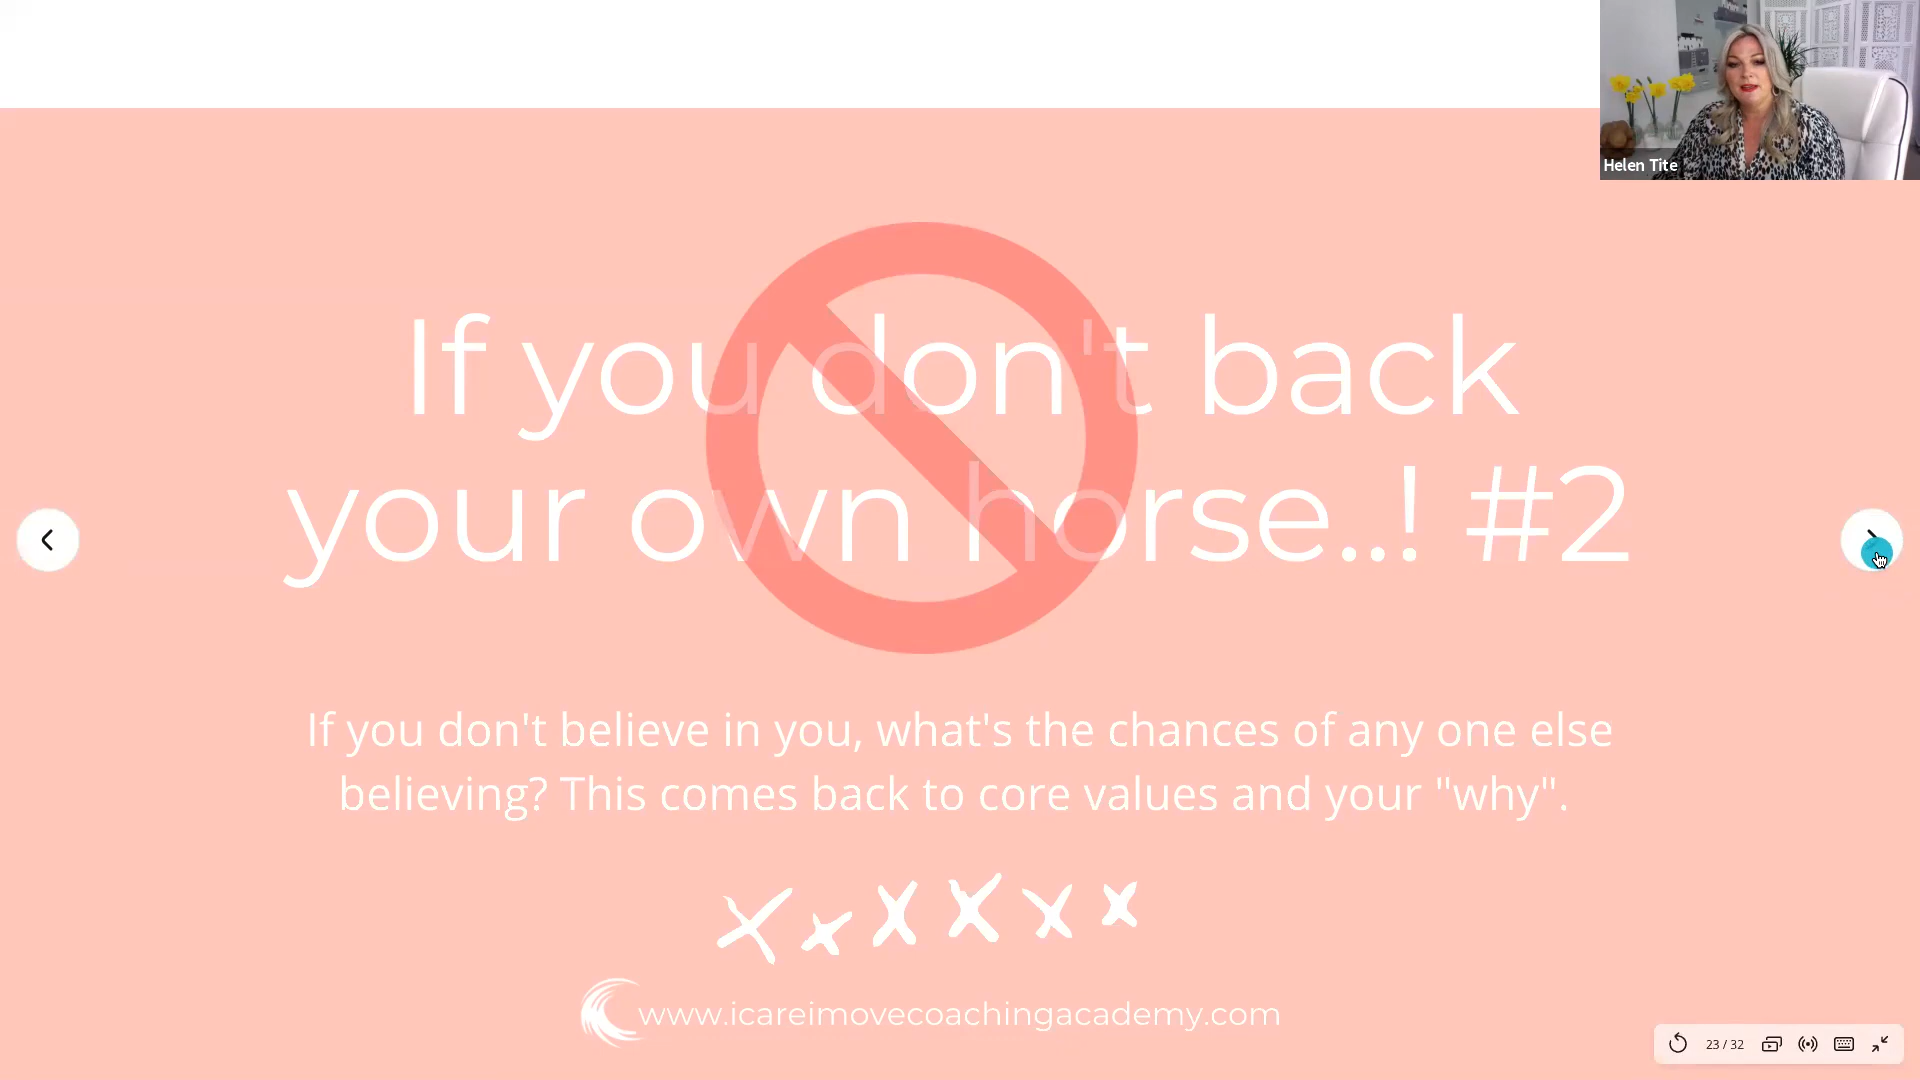 Helen Tite
If you don't back
your own horse..! #2
If you don't believe in you, what's the chances of any one else
believing? This comes back to core values and your "why".
www.icareimovecoachingacademy.com
23 / 32